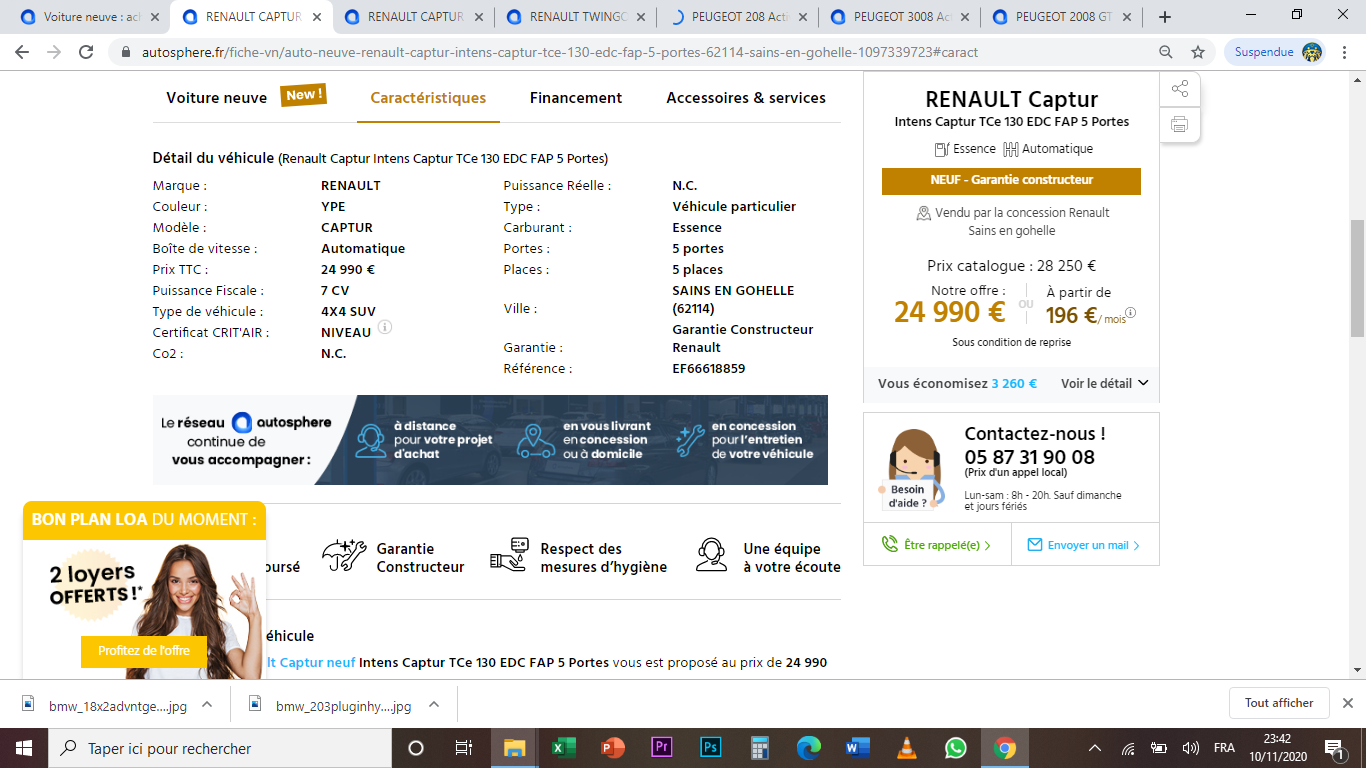 Voiture neuve : ach
RENAULT CAPTUR
RENAULT CAPTUR
RENAULT TWINGO
PEUGEOT 208 Acti
PEUGEOT 3008 Ac
PEUGEOT 2008 GT
autosphere.fr/fiche-vn/auto-neuve-renault-captur-intens-captur-tce-130-edc-fap-5-portes-62114-sains-en-gohelle-1097339723#caract
Suspendue
Voiture neuve New !
Caractéristiques
Financement
Accessoires & services
Détail du véhicule (Renault Captur Intens Captur TCe 130 EDC FAP 5 Portes)
Marque : RENAULT
Couleur : YPE
Modèle : CAPTUR
Boîte de vitesse : Automatique
Prix TTC : 24 990 €
Puissance Fiscale : 7 CV
Type de véhicule : 4X4 SUV
Certificat CRIT'AIR : NIVEAU
Co2 : N.C.
Puissance Réelle : N.C.
Type : Véhicule particulier
Carburant : Essence
Portes : 5 portes
Places : 5 places
Ville : SAINS EN GOHELLE
(62114)
Garantie : Garantie Constructeur
Renault
Référence : EF66618859
Le réseau autosphere
continue de
vous accompagner :
à distance
pour votre projet
d'achat
en vous livrant
en concession
ou à domicile
en concession
pour l'entretien
de votre véhicule
oursé
Garantie
Constructeur
Respect des
mesures d'hygiène
Une équipe
à votre écoute
éhicule
lt Captur neuf Intens Captur TCe 130 EDC FAP 5 Portes vous est proposé au prix de 24 990
RENAULT Captur
Intens Captur TCe 130 EDC FAP 5 Portes
Essence Automatique
NEUF - Garantie constructeur
Vendu par la concession Renault
Sains en gohelle
Prix catalogue : 28 250 €
Notre offre :
24 990 €
OU
À partir de
196 €/ mois
Sous condition de reprise
Vous économisez 3 260 €
Voir le détail
Contactez-nous !
05 87 31 90 08
(Prix d'un appel local)
Lun-sam : 8h - 20h. Sauf dimanche
et jours fériés
Besoin
d'aide ?
Être rappelé(e)
Envoyer un mail
BON PLAN LOA DU MOMENT :
2 loyers
OFFERTS !*
Profitez de l'offre
bmw_18x2advntge....jpg
bmw_203pluginhy....jpg
Tout afficher
Taper ici pour rechercher
Pr
Ps
FRA
23:42
10/11/2020
1